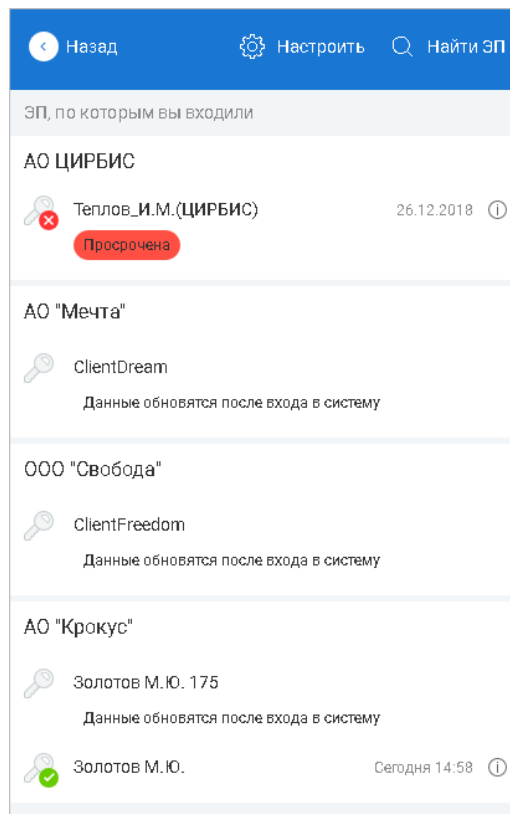 Назад Настроить Найти ЭП
ЭП, по которым вы входили
АО ЦИРБИС
Теплов_И.М.(ЦИРБИС) 26.12.2018
Просрочена
АО "Мечта"
ClientDream
Данные обновятся после входа в систему
ООО "Свобода"
ClientFreedom
Данные обновятся после входа в систему
АО "Крокус"
Золотов М.Ю. 175
Данные обновятся после входа в систему
Золотов М.Ю. Сегодня 14:58